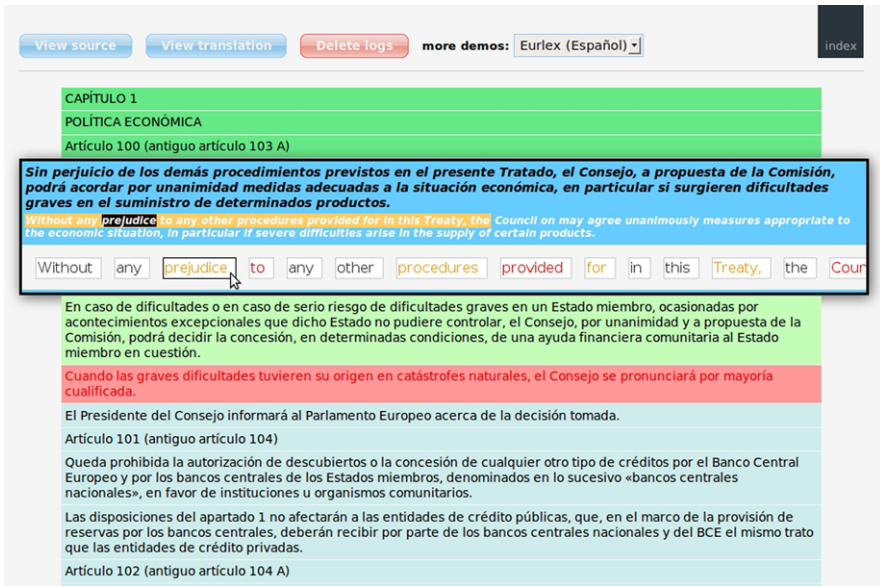 View source View translation Delete logs more demos: Eurlex (Español) index
CAPÍTULO 1
POLÍTICA ECONÓMICA
Artículo 100 (antiguo artículo 103 A)
Sin perjuicio de los demás procedimientos previstos en el presente Tratado, el Consejo, a propuesta de la Comisión,
podrá acordar por unanimidad medidas adecuadas a la situación económica, en particular si surgieren dificultades
graves en el suministro de determinados productos.
Without any prejudice to any other procedures provided for in this Treaty, the Council on may agree unanimously measures appropriate to
the economic situation, in particular if severe difficulties arise in the supply of certain products.
Without any prejudice to any other procedures provided for in this Treaty, the Coun
En caso de dificultades o en caso de serio riesgo de dificultades graves en un Estado miembro, ocasionadas por
acontecimientos excepcionales que dicho Estado no pudiere controlar, el Consejo, por unanimidad y a propuesta de la
Comisión, podrá decidir la concesión, en determinadas condiciones, de una ayuda financiera comunitaria al Estado
miembro en cuestión.
Cuando las graves dificultades tuvieren su origen en catástrofes naturales, el Consejo se pronunciará por mayoría
cualificada.
El Presidente del Consejo informará al Parlamento Europeo acerca de la decisión tomada.
Artículo 101 (antiguo artículo 104)
Queda prohibida la autorización de descubiertos o la concesión de cualquier otro tipo de créditos por el Banco Central
Europeo y por los bancos centrales de los Estados miembros, denominados en lo sucesivo «bancos centrales
nacionales», en favor de instituciones u organismos comunitarios.
Las disposiciones del apartado 1 no afectarán a las entidades de crédito públicas, que, en el marco de la provisión de
reservas por los bancos centrales, deberán recibir por parte de los bancos centrales nacionales y del BCE el mismo trato
que las entidades de crédito privadas.
Artículo 102 (antiguo artículo 104 A)